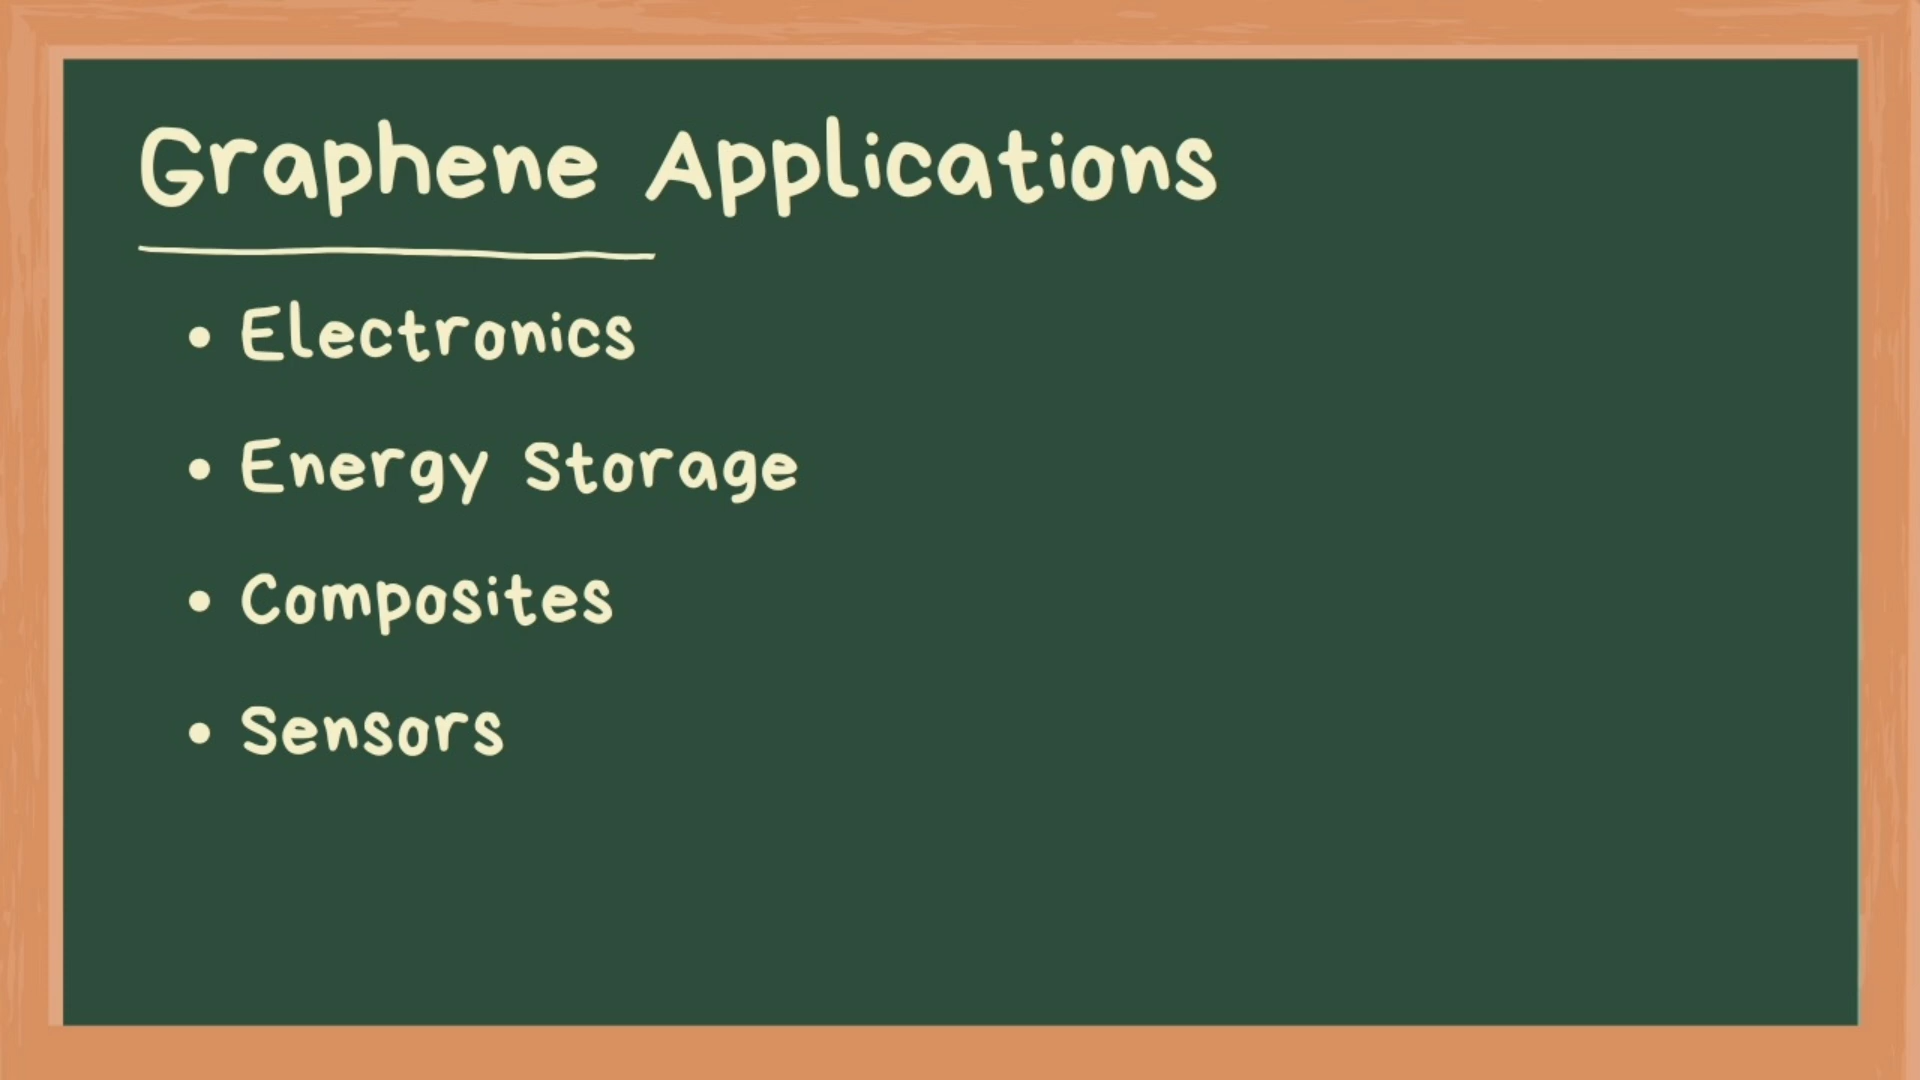 Graphene Applications
• Electronics
• Energy Storage
• Composites
• Sensors